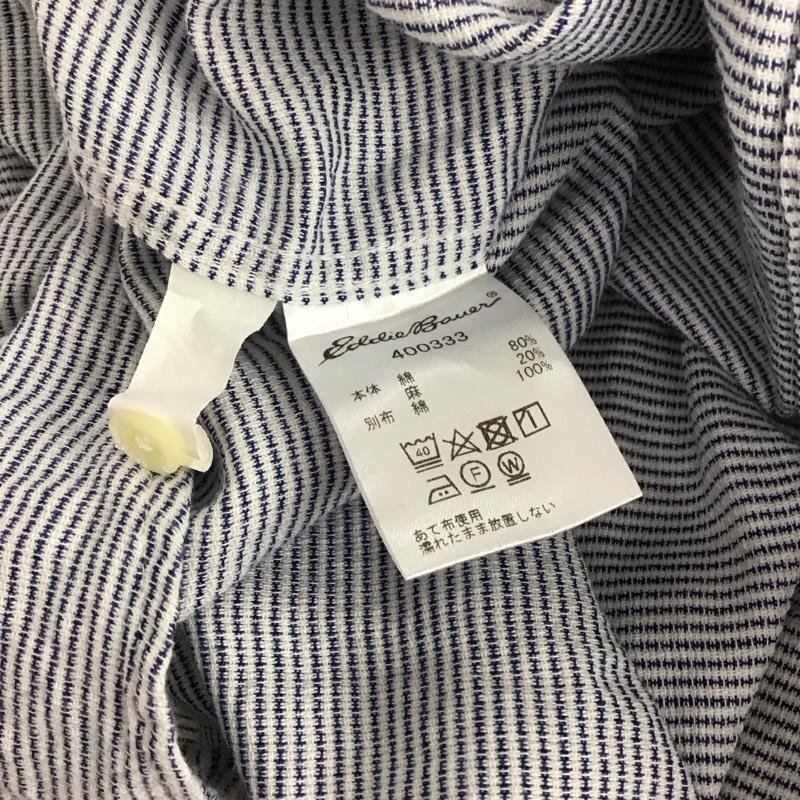 Eddie Bauer®
400333
本体 綿 80%
麻 20%
別布 綿 100%
40
F W
あて布使用
濡れたまま放置しない